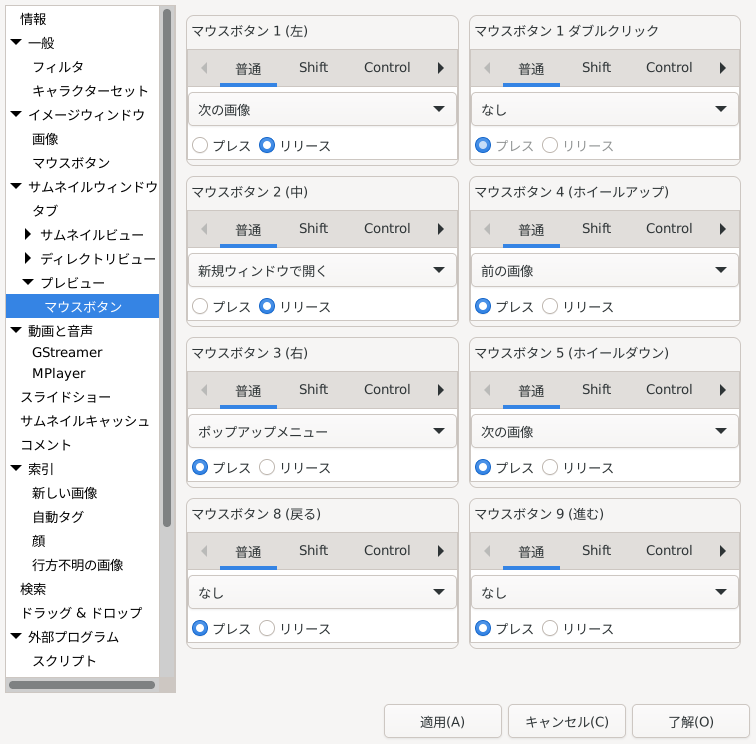 情報
一般
フィルタ
キャラクターセット
イメージウィンドウ
画像
マウスボタン
サムネイルウィンドウ
タブ
サムネイルビュー
ディレクトリビュー
プレビュー
マウスボタン
動画と音声
GStreamer
MPlayer
スライドショー
サムネイルキャッシュ
コメント
索引
新しい画像
自動タグ
顔
行方不明の画像
検索
ドラッグ & ドロップ
外部プログラム
スクリプト
マウスボタン 1 (左)
普通 Shift Control
次の画像
プレス リリース
マウスボタン 1 ダブルクリック
普通 Shift Control
なし
プレス リリース
マウスボタン 2 (中)
普通 Shift Control
新規ウィンドウで開く
プレス リリース
マウスボタン 4 (ホイールアップ)
普通 Shift Control
前の画像
プレス リリース
マウスボタン 3 (右)
普通 Shift Control
ポップアップメニュー
プレス リリース
マウスボタン 5 (ホイールダウン)
普通 Shift Control
次の画像
プレス リリース
マウスボタン 8 (戻る)
普通 Shift Control
なし
プレス リリース
マウスボタン 9 (進む)
普通 Shift Control
なし
プレス リリース
適用(A) キャンセル(C) 了解(O)